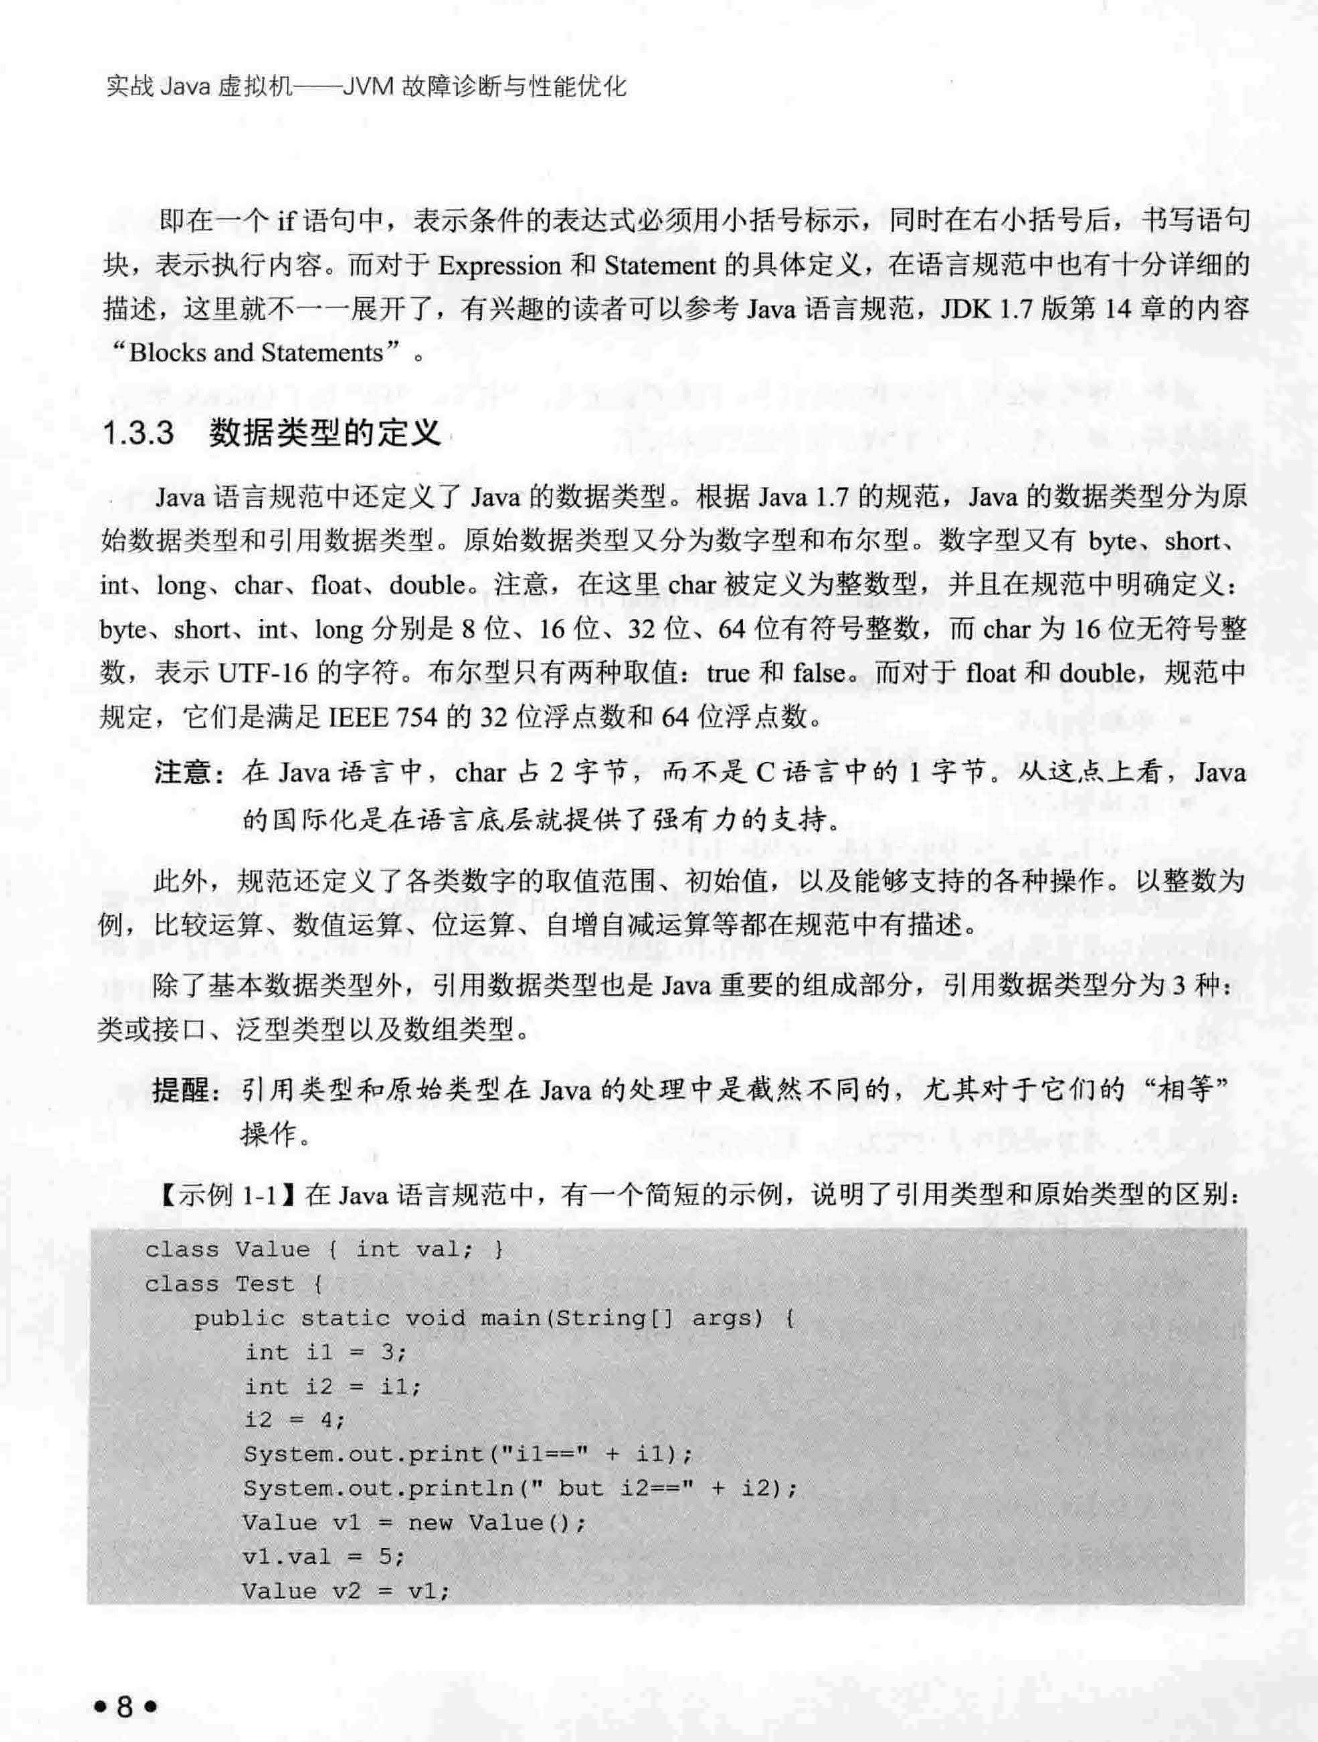 实战 Java 虚拟机——JVM 故障诊断与性能优化
即在一个 if 语句中，表示条件的表达式必须用小括号标示，同时在右小括号后，书写语句
块，表示执行内容。而对于 Expression 和 Statement 的具体定义，在语言规范中也有十分详细的
描述，这里就不一一展开了，有兴趣的读者可以参考 Java 语言规范，JDK 1.7 版第 14 章的内容
“Blocks and Statements”。
1.3.3 数据类型的定义
Java 语言规范中还定义了 Java 的数据类型。根据 Java 1.7 的规范，Java 的数据类型分为原
始数据类型和引用数据类型。原始数据类型又分为数字型和布尔型。数字型又有 byte、short、
int、long、char、float、double。注意，在这里 char 被定义为整数型，并且在规范中明确定义：
byte、short、int、long 分别是 8 位、16 位、32 位、64 位有符号整数，而 char 为 16 位无符号整
数，表示 UTF-16 的字符。布尔型只有两种取值：true 和 false。而对于 float 和 double，规范中
规定，它们是满足 IEEE 754 的 32 位浮点数和 64 位浮点数。
注意：在 Java 语言中，char 占 2 字节，而不是 C 语言中的 1 字节。从这点上看，Java
的国际化是在语言底层就提供了强有力的支持。
此外，规范还定义了各类数字的取值范围、初始值，以及能够支持的各种操作。以整数为
例，比较运算、数值运算、位运算、自增自减运算等都在规范中有描述。
除了基本数据类型外，引用数据类型也是 Java 重要的组成部分，引用数据类型分为 3 种：
类或接口、泛型类型以及数组类型。
提醒：引用类型和原始类型在 Java 的处理中是截然不同的，尤其对于它们的“相等”
操作。
【示例 1-1】在 Java 语言规范中，有一个简短的示例，说明了引用类型和原始类型的区别：
class Value { int val; }
class Test {
public static void main(String[] args) {
int i1 = 3;
int i2 = i1;
i2 = 4;
System.out.print("i1==" + i1);
System.out.println(" but i2==" + i2);
Value v1 = new Value();
v1.val = 5;
Value v2 = v1;
•8•